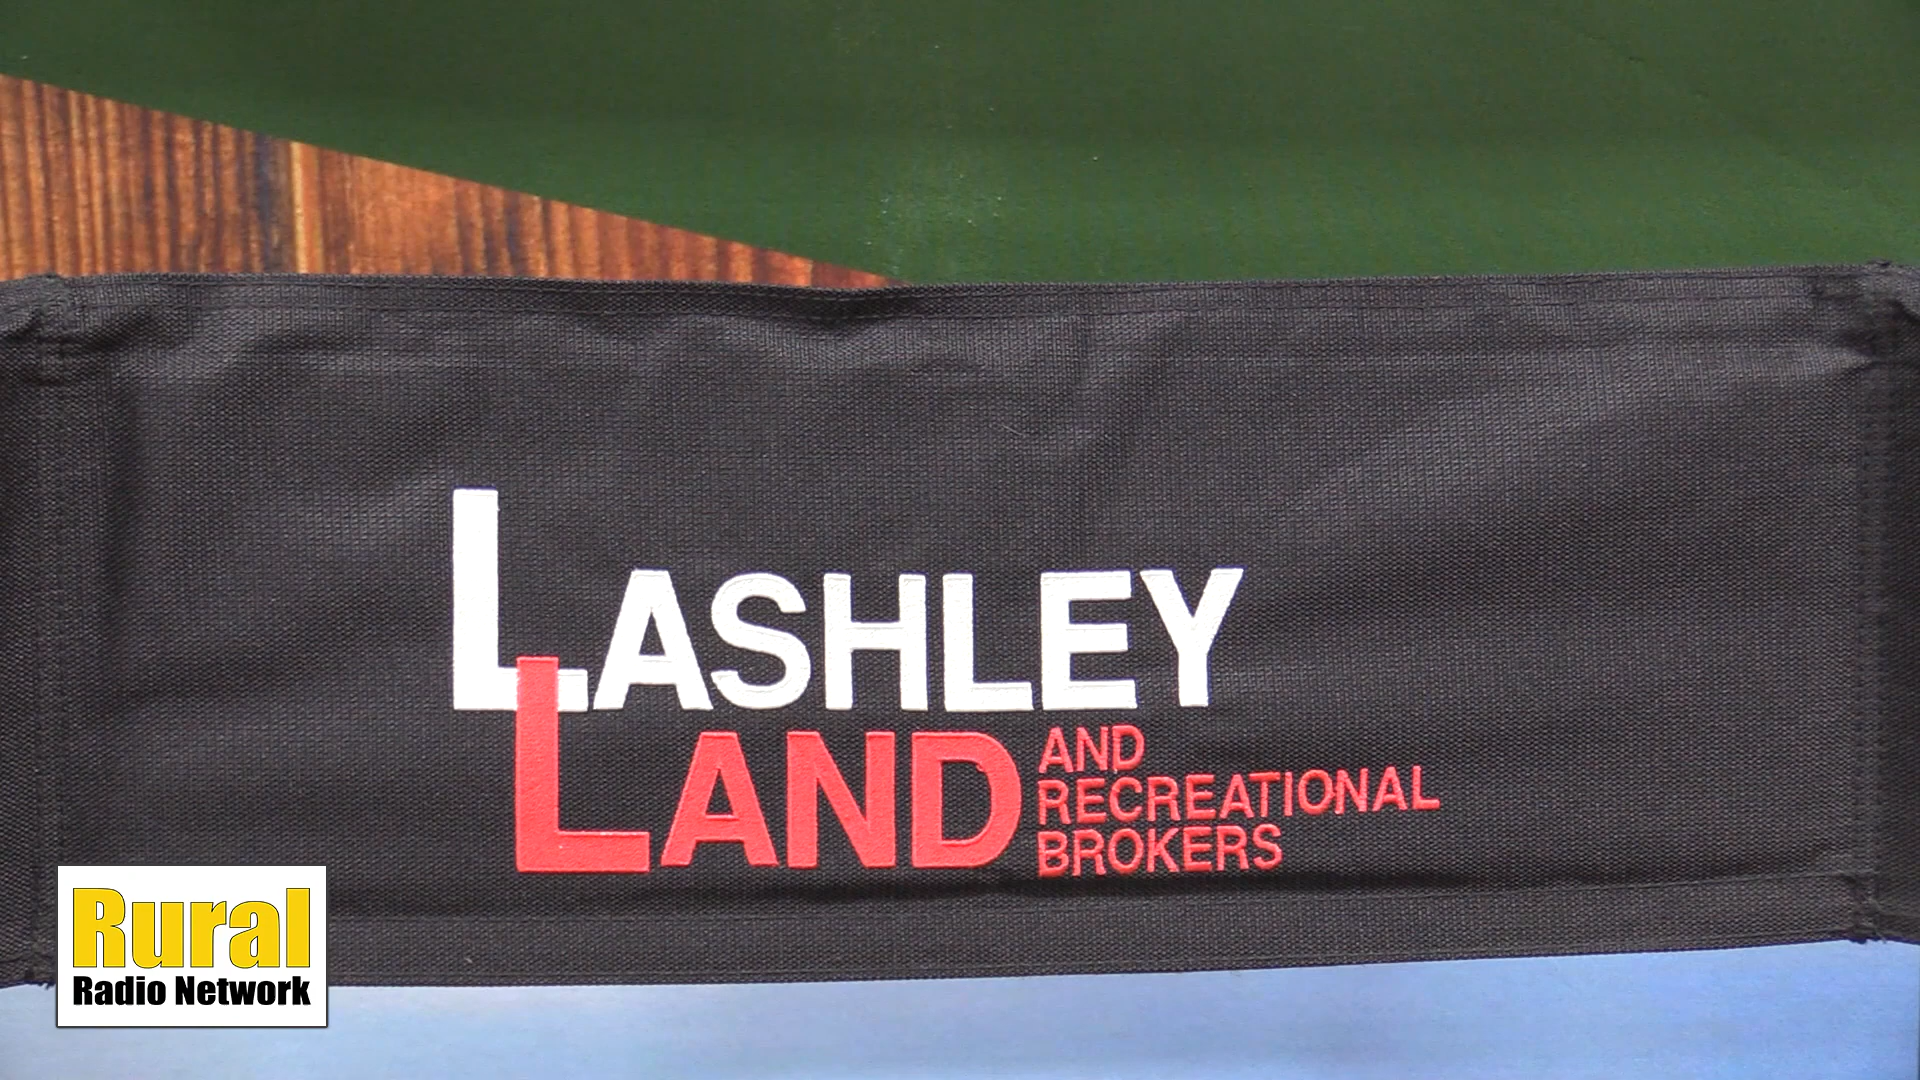 LASHLEY
LAND AND
RECREATIONAL
BROKERS
Rural
Radio Network